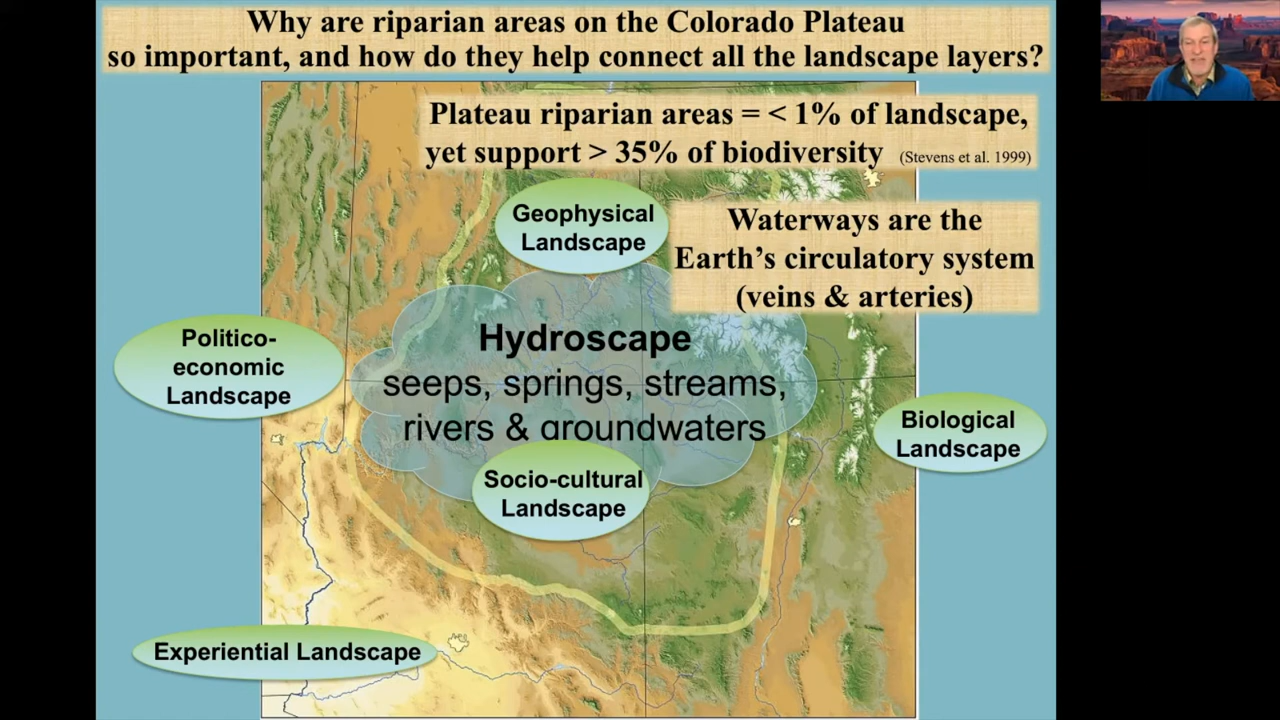 Why are riparian areas on the Colorado Plateau
so important, and how do they help connect all the landscape layers?
Plateau riparian areas = < 1% of landscape,
yet support > 35% of biodiversity (Stevens et al. 1999)
Geophysical
Landscape
Waterways are the
Earth's circulatory system
(veins & arteries)
Politico-
economic
Landscape
Hydroscape
seeps, springs, streams,
rivers & groundwaters
Biological
Landscape
Socio-cultural
Landscape
Experiential Landscape